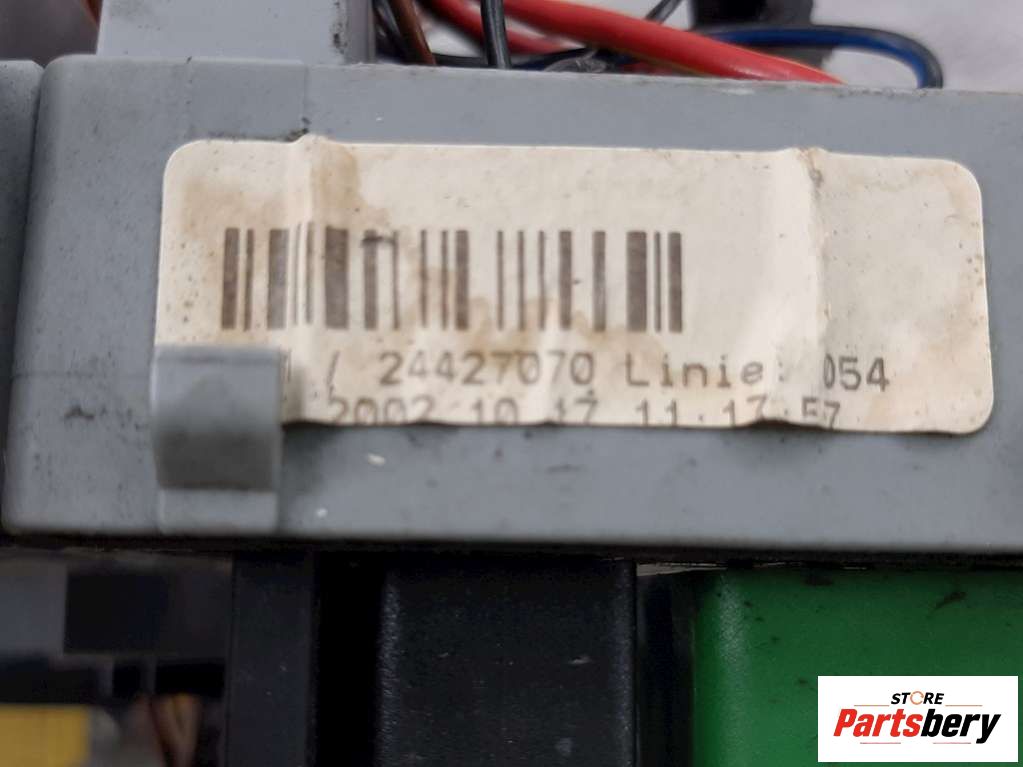 / 24427070 Linie: 054
2002.10.17 11:17:57
STORE
Partsbery